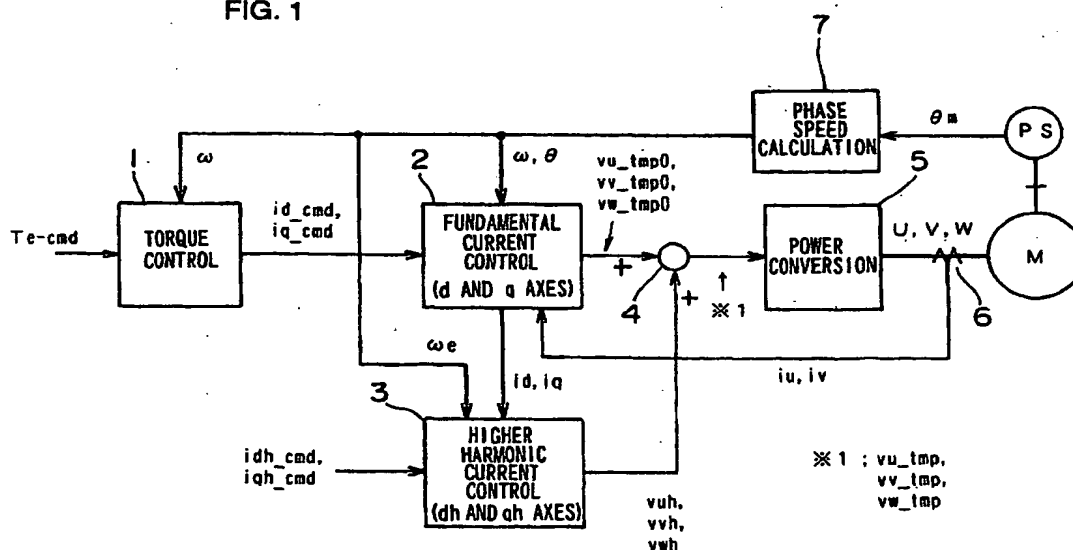 FIG. 1
7
PHASE
SPEED
CALCULATION
θm
PS
ω
1
2
ω, θ
vu_tmp0,
vv_tmp0,
vw_tmp0
5
Te-cmd
TORQUE
CONTROL
id_cmd,
iq_cmd
FUNDAMENTAL
CURRENT
CONTROL
(d AND q AXES)
+
4
+
※1
POWER
CONVERSION
U, V, W
6
M
ωe
id, iq
iu, iv
3
idh_cmd,
iqh_cmd
HIGHER
HARMONIC
CURRENT
CONTROL
(dh AND qh AXES)
vuh,
vvh,
vwh
※1 ; vu_tmp,
vv_tmp,
vw_tmp